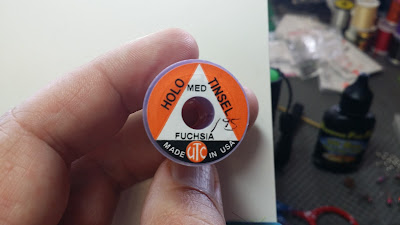 HOLO TINSEL
MED
FUCHSIA
MADE UTC IN USA